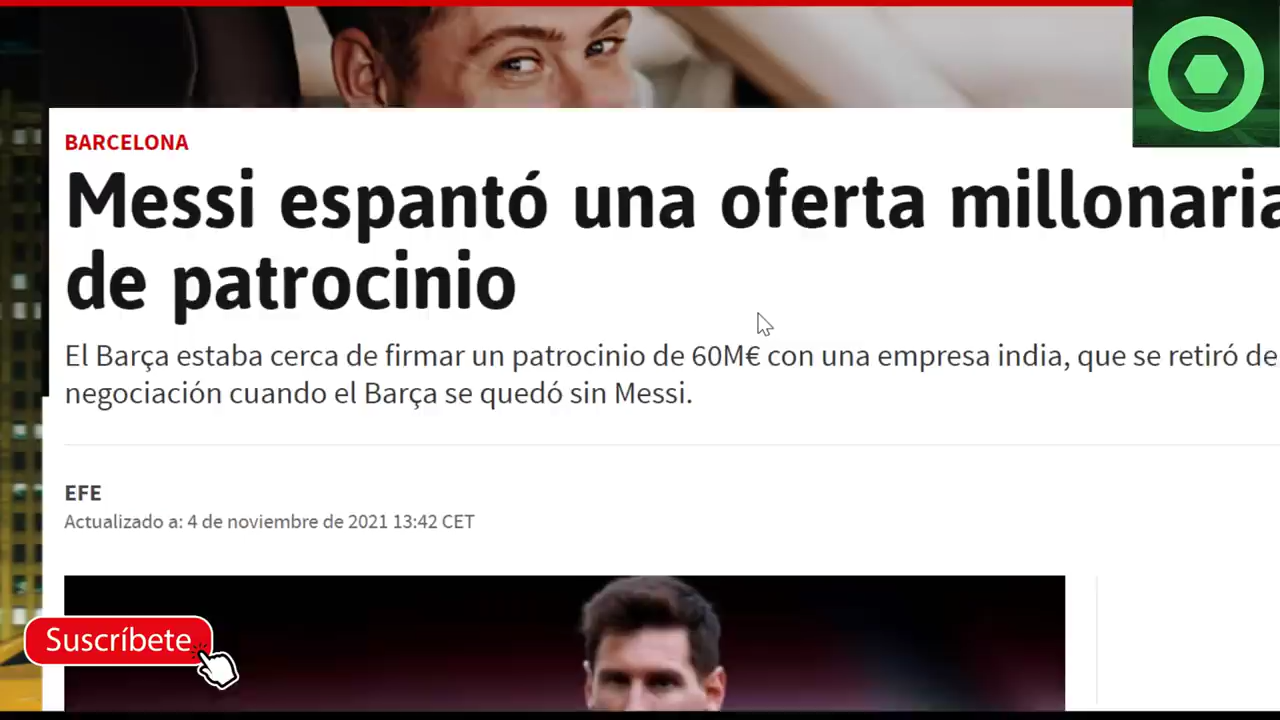 BARCELONA
Messi espantó una oferta millonaria
de patrocinio
El Barça estaba cerca de firmar un patrocinio de 60M€ con una empresa india, que se retiró de
negociación cuando el Barça se quedó sin Messi.
EFE
Actualizado a: 4 de noviembre de 2021 13:42 CET
Suscríbete